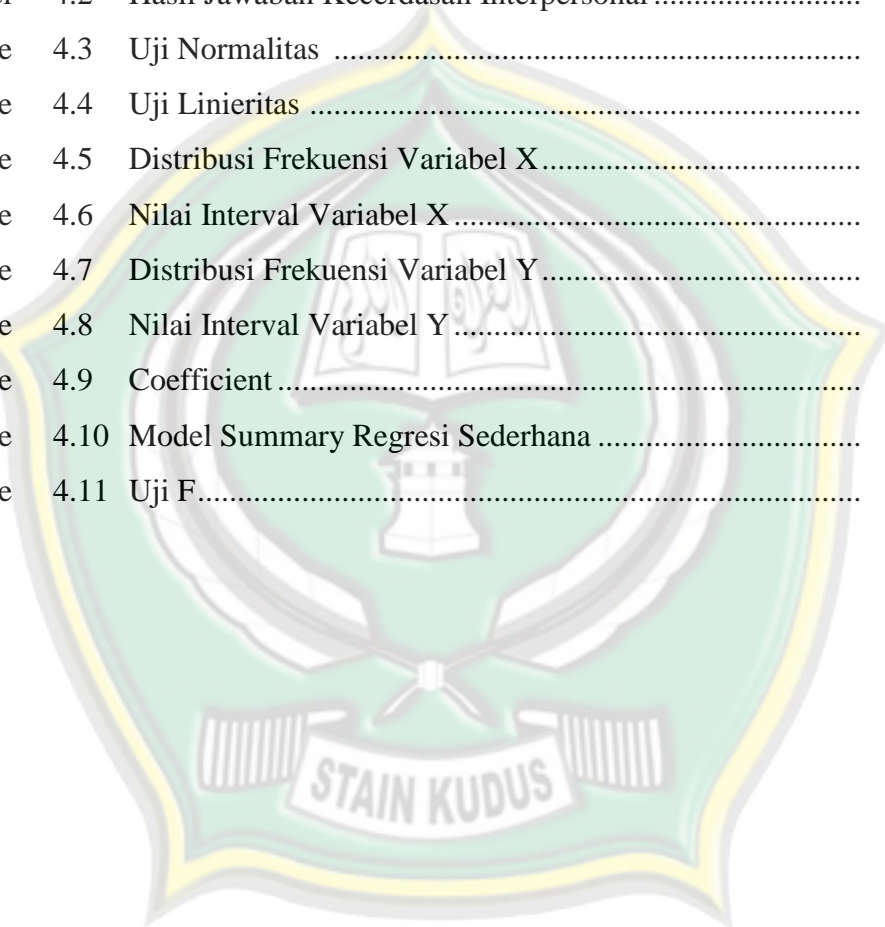 4.2 Hasil Jawaban Kecerdasan Interpersonal ........................................
e 4.3 Uji Normalitas ........................................
e 4.4 Uji Linieritas ........................................
e 4.5 Distribusi Frekuensi Variabel X ........................................
e 4.6 Nilai Interval Variabel X ........................................
e 4.7 Distribusi Frekuensi Variabel Y ........................................
e 4.8 Nilai Interval Variabel Y ........................................
e 4.9 Coefficient ........................................
e 4.10 Model Summary Regresi Sederhana ........................................
e 4.11 Uji F ........................................
STAIN KUDUS